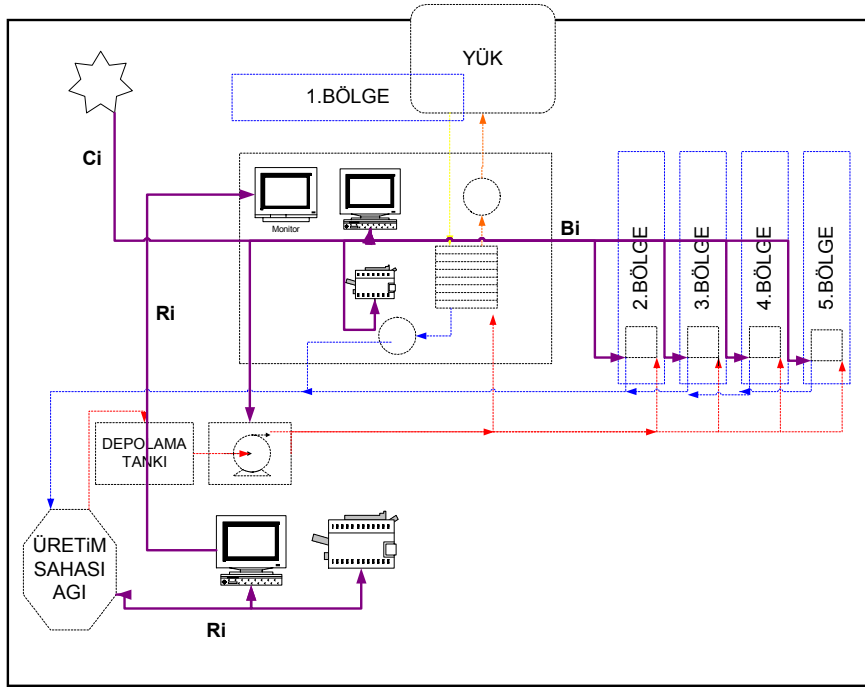 YÜK
1.BÖLGE
Ci
Monitor
Bi
2.BÖLGE
3.BÖLGE
4.BÖLGE
5.BÖLGE
Ri
DEPOLAMA
TANKI
ÜRETiM
SAHASI
AGI
Ri